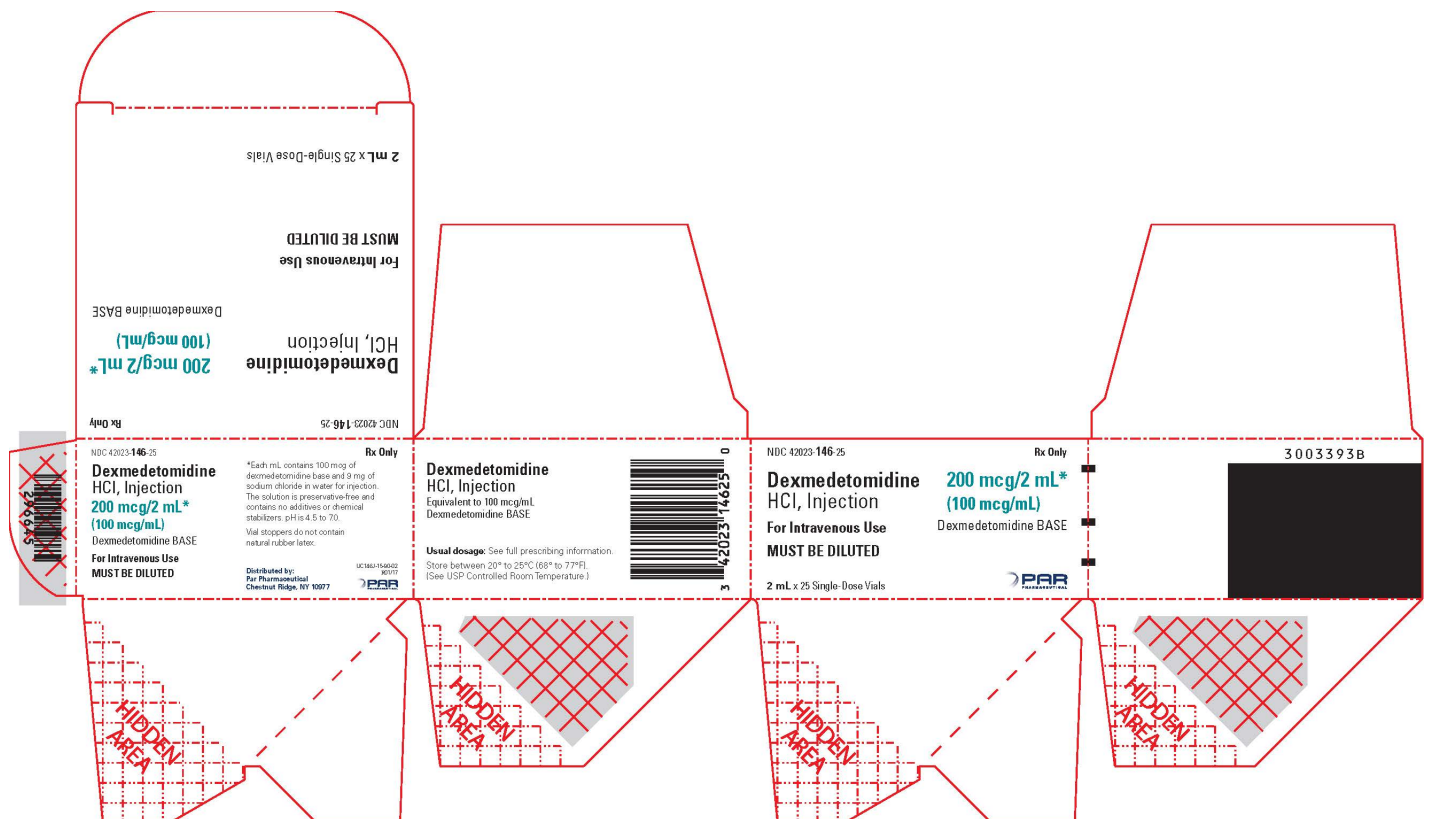 2 mL x 25 Single-Dose Vials
MUST BE DILUTED
For Intravenous Use
Dexmedetomidine BASE
(100 mcg/mL)
200 mcg/2 mL*
HCl, Injection
Dexmedetomidine
Rx Only
NDC 42023-146-25
NDC 42023-146-25
Rx Only
Dexmedetomidine
HCl, Injection
200 mcg/2 mL*
(100 mcg/mL)
Dexmedetomidine BASE
For Intravenous Use
MUST BE DILUTED
*Each mL contains 100 mcg of
dexmedetomidine base and 9 mg of
sodium chloride in water for injection.
The solution is preservative-free and
contains no additives or chemical
stabilizers. pH is 4.5 to 7.0.
Vial stoppers do not contain
natural rubber latex.
Distributed by:
Par Pharmaceutical
Chestnut Ridge, NY 10977
PAR
PHARMACEUTICAL
Dexmedetomidine
HCl, Injection
Equivalent to 100 mcg/mL
Dexmedetomidine BASE
Usual dosage: See full prescribing information.
Store between 20° to 25°C (68° to 77°F).
(See USP Controlled Room Temperature.)
3 42023 14625 0
NDC 42023-146-25
Rx Only
Dexmedetomidine
HCl, Injection
200 mcg/2 mL*
(100 mcg/mL)
Dexmedetomidine BASE
For Intravenous Use
MUST BE DILUTED
2 mL x 25 Single-Dose Vials
PAR
PHARMACEUTICAL
3003393B
HIDDEN
AREA
HIDDEN
AREA
HIDDEN
AREA
HIDDEN
AREA